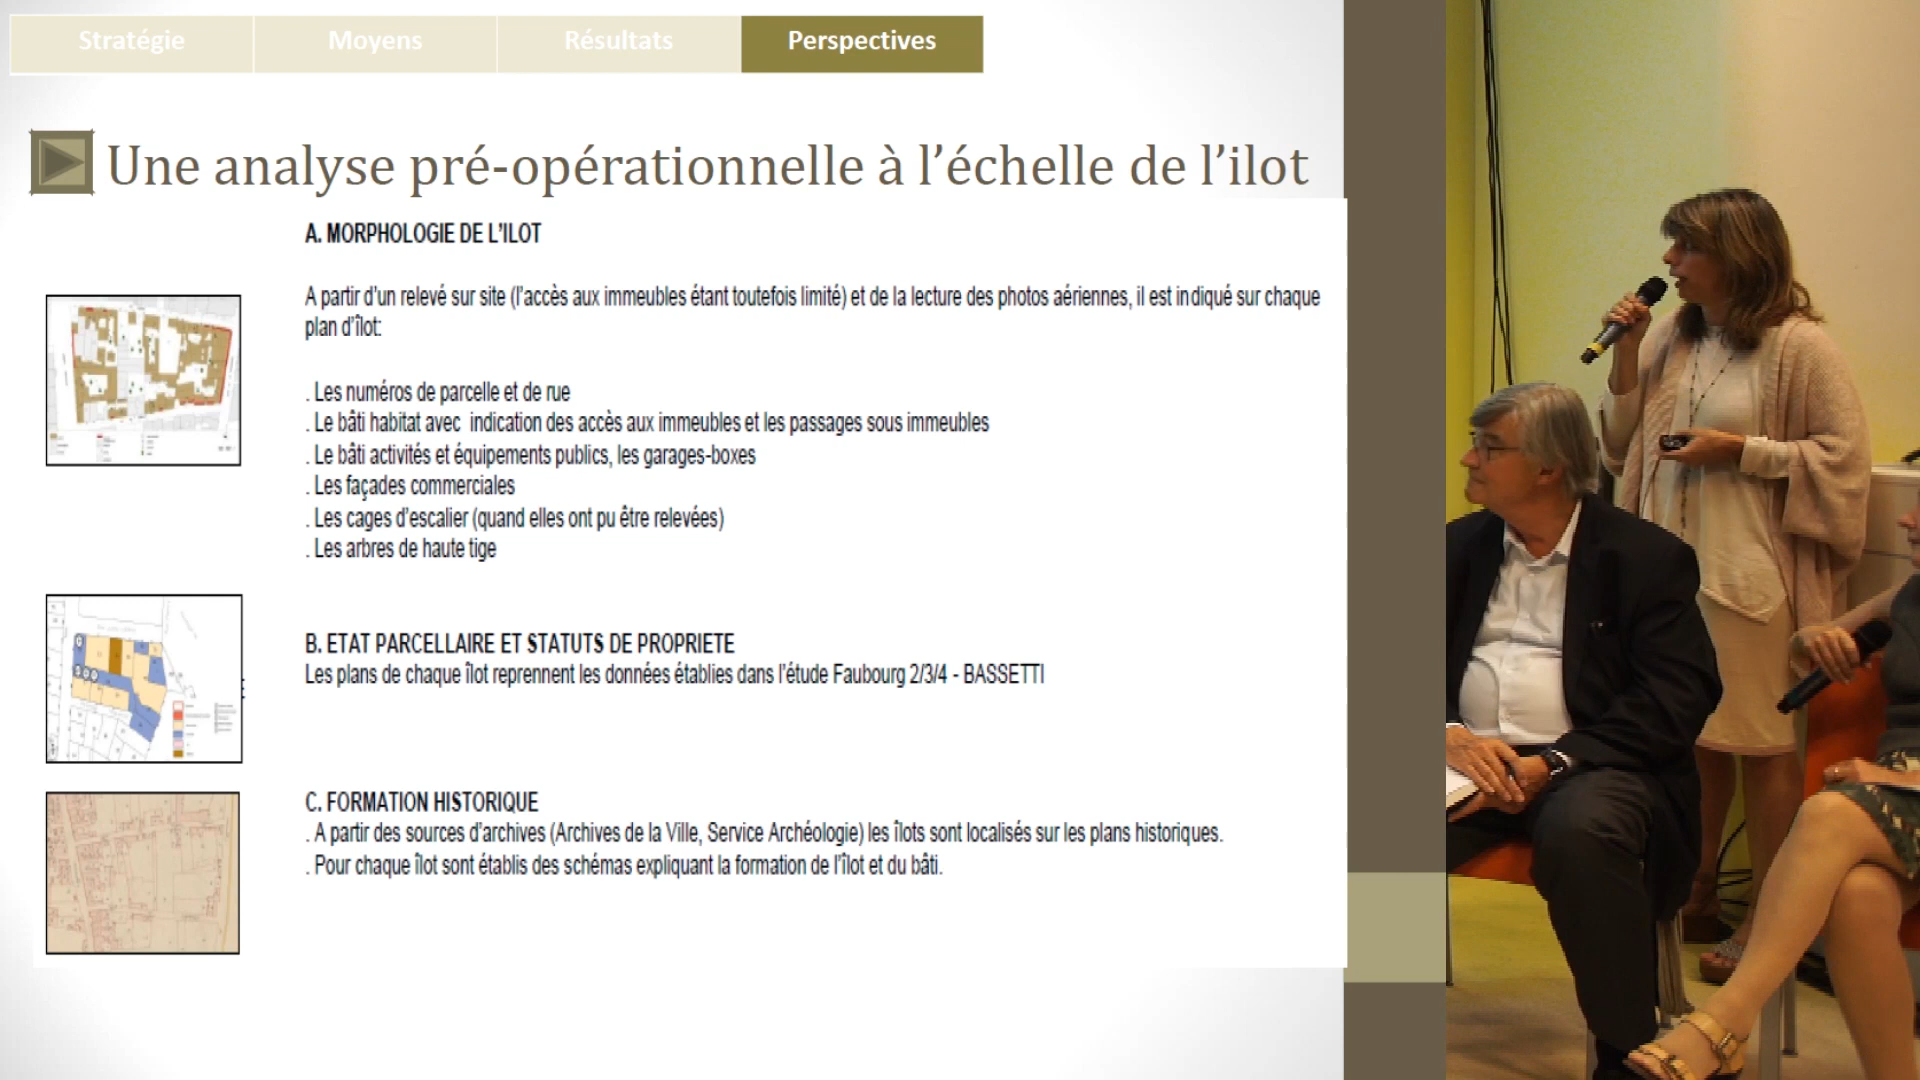 Stratégie Moyens Résultats Perspectives
Une analyse pré-opérationnelle à l’échelle de l’ilot
A. MORPHOLOGIE DE L’ILOT
A partir d’un relevé sur site (l’accès aux immeubles étant toutefois limité) et de la lecture des photos aériennes, il est indiqué sur chaque
plan d’îlot:
. Les numéros de parcelle et de rue
. Le bâti habitat avec indication des accès aux immeubles et les passages sous immeubles
. Le bâti activités et équipements publics, les garages-boxes
. Les façades commerciales
. Les cages d’escalier (quand elles ont pu être relevées)
. Les arbres de haute tige
B. ETAT PARCELLAIRE ET STATUTS DE PROPRIETE
Les plans de chaque îlot reprennent les données établies dans l’étude Faubourg 2/3/4 - BASSETTI
C. FORMATION HISTORIQUE
. A partir des sources d’archives (Archives de la Ville, Service Archéologie) les îlots sont localisés sur les plans historiques.
. Pour chaque îlot sont établis des schémas expliquant la formation de l’îlot et du bâti.